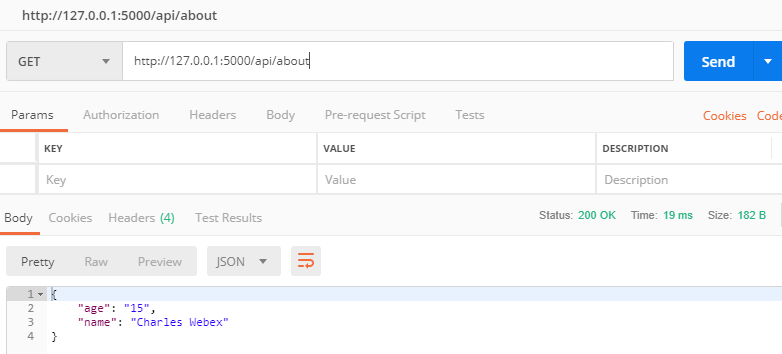 http://127.0.0.1:5000/api/about
GET http://127.0.0.1:5000/api/about Send
Params Authorization Headers Body Pre-request Script Tests Cookies Code
KEY VALUE DESCRIPTION
Key Value Description
Body Cookies Headers (4) Test Results Status: 200 OK Time: 19 ms Size: 182 B
Pretty Raw Preview JSON
1 {
2 "age": "15",
3 "name": "Charles Webex"
4 }